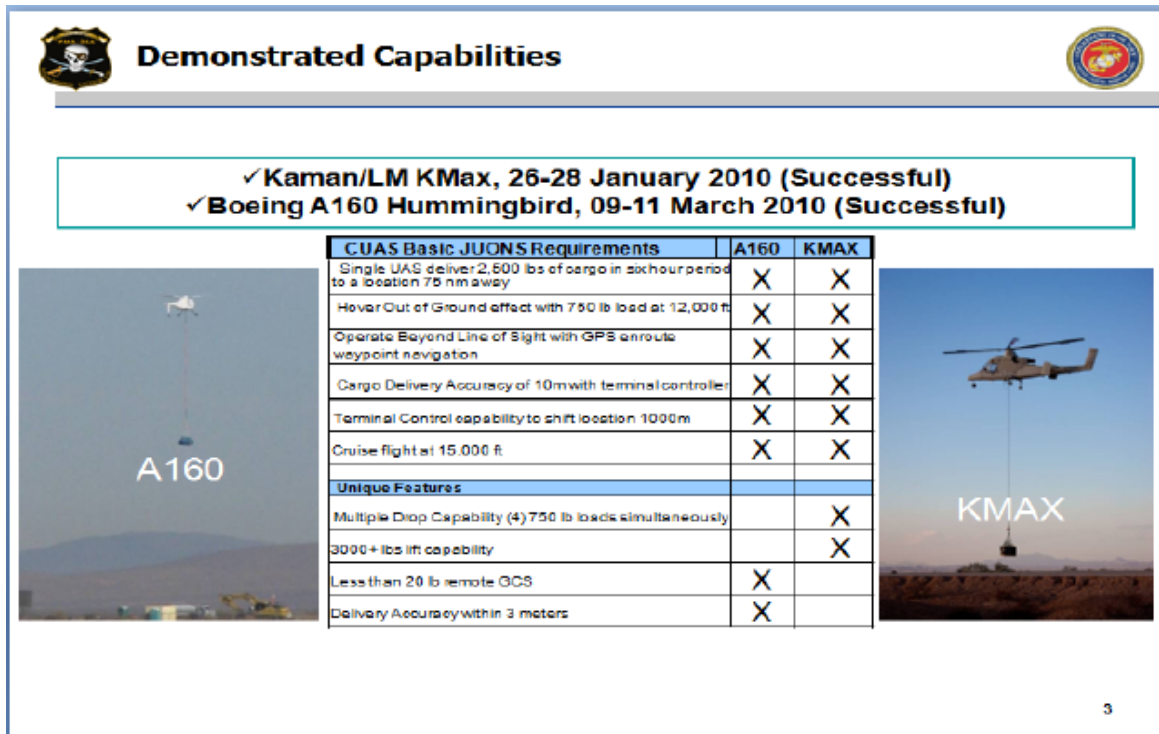 Demonstrated Capabilities
✓Kaman/LM KMax, 26-28 January 2010 (Successful)
✓Boeing A160 Hummingbird, 09-11 March 2010 (Successful)
CUAS Basic JUONS Requirements A160 KMAX
Single UAS deliver 2,500 lbs of cargo in six hour period
to a location 75 nm away X X
Hover Out of Ground effect with 750 lb load at 12,000 ft X X
Operate Beyond Line of Sight with GPS enroute
waypoint navigation X X
Cargo Delivery Accuracy of 10m with terminal controller X X
Terminal Control capability to shift location 1000m X X
Cruise flight at 15,000 ft X X
Unique Features
Multiple Drop Capability (4) 750 lb loads simultaneously X
3000+ lbs lift capability X
Less than 20 lb remote GCS X
Delivery Accuracy within 3 meters X
A160
KMAX
3